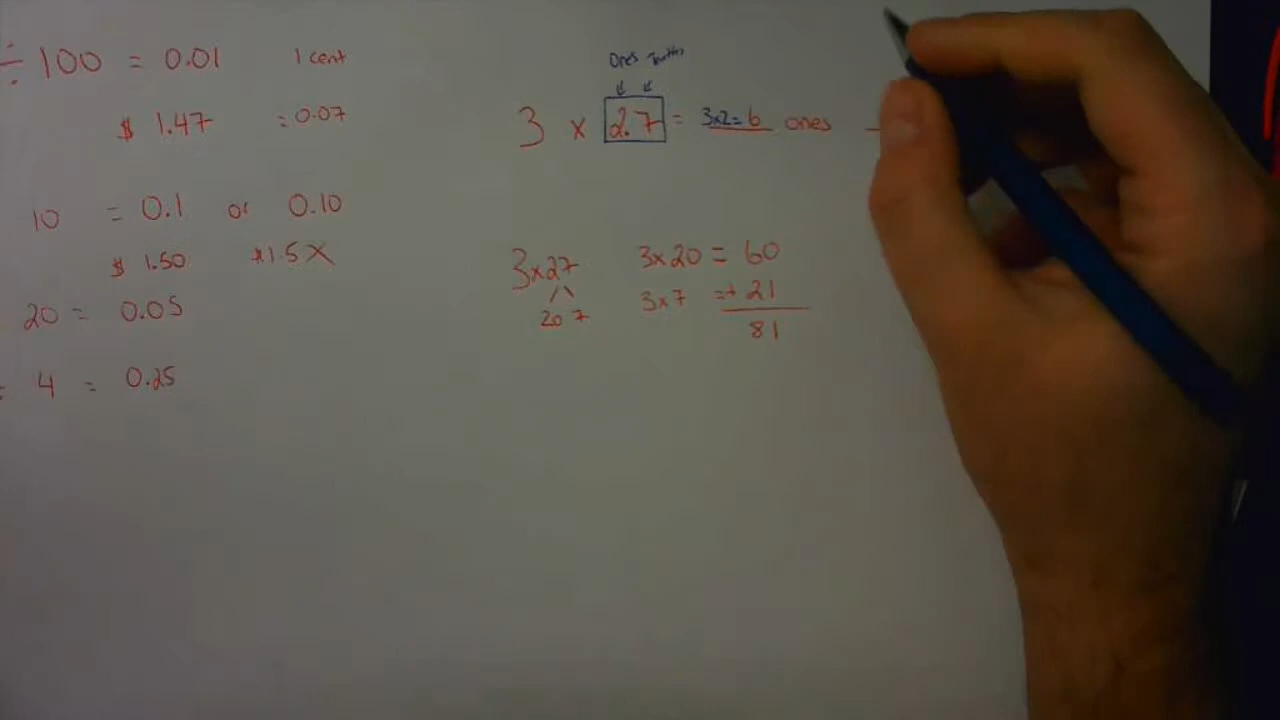 ÷ 100 = 0.01 1 cent
$ 1.47 = 0.07
10 = 0.1 or 0.10
$ 1.50 $1.5 X
20 = 0.05
4 = 0.25
Ones Tenths
3 x 2.7 = 3x2=6 ones
3x27 3x20 = 60
20 7 3x7 =+ 21
81